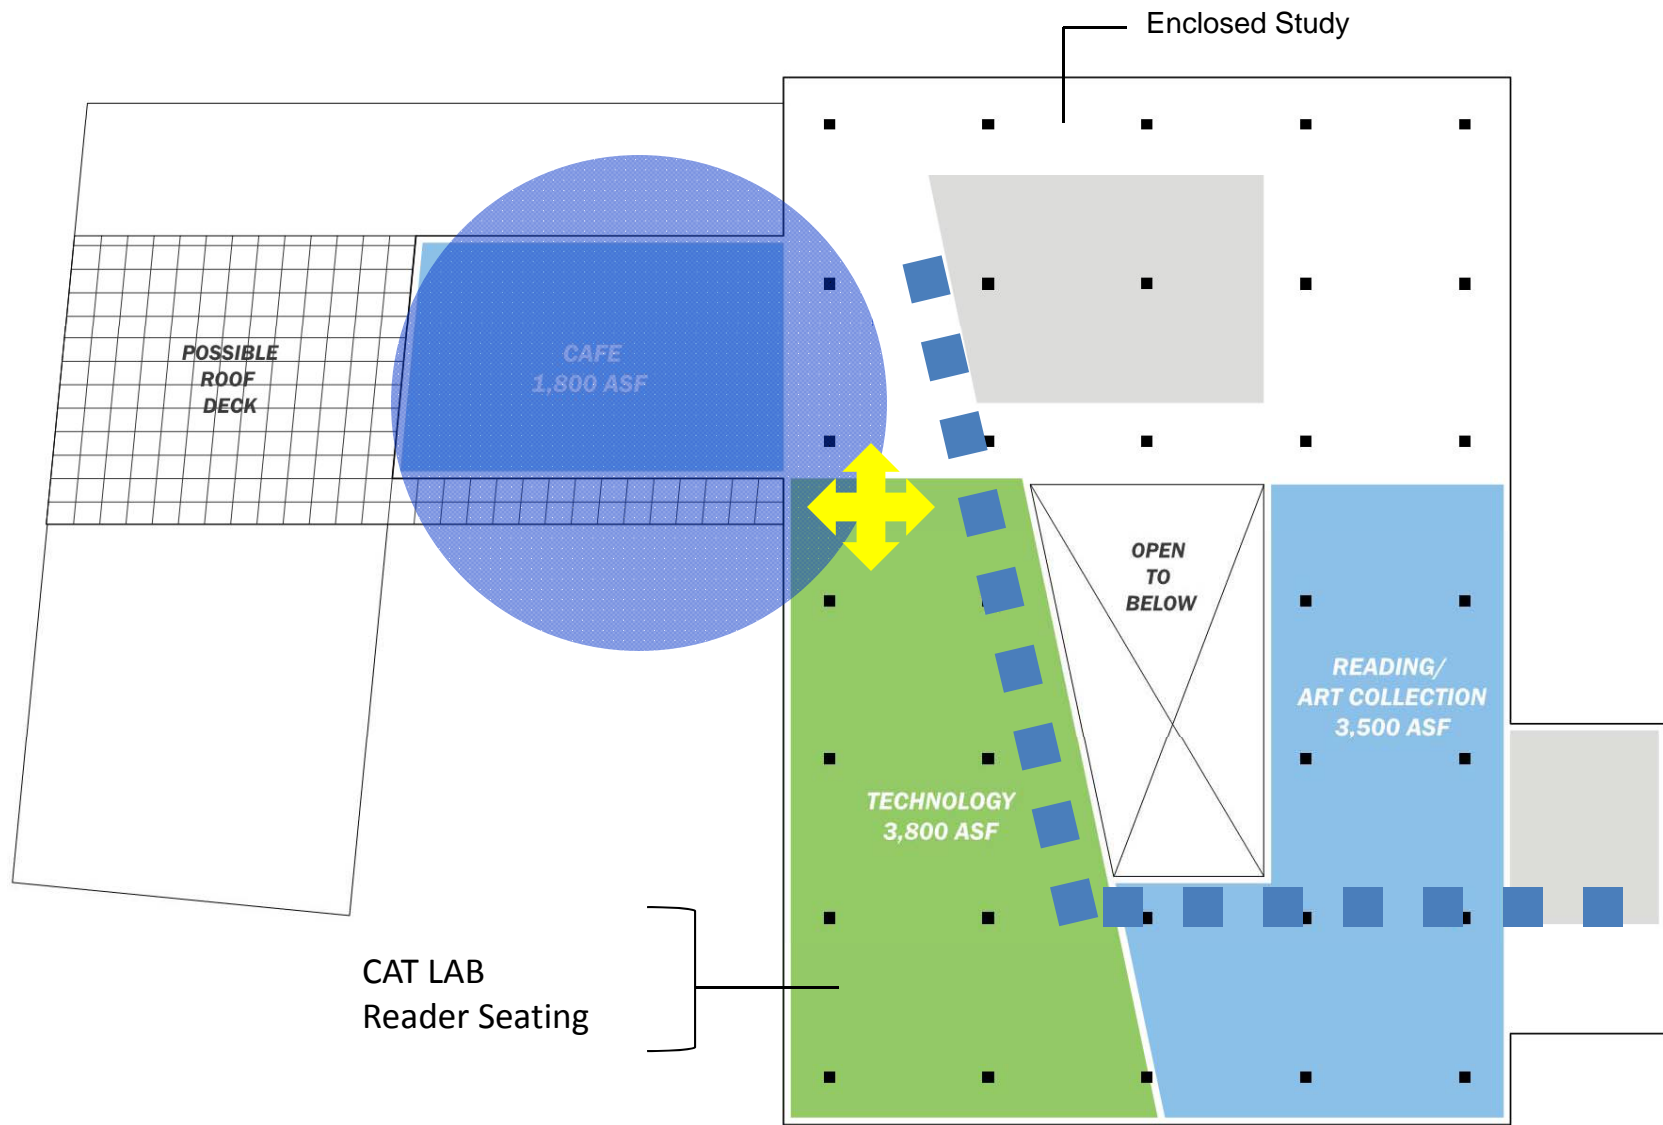 Enclosed Study
POSSIBLE
ROOF
DECK
CAFE
1,800 ASF
OPEN
TO
BELOW
READING/
ART COLLECTION
3,500 ASF
TECHNOLOGY
3,800 ASF
CAT LAB
Reader Seating